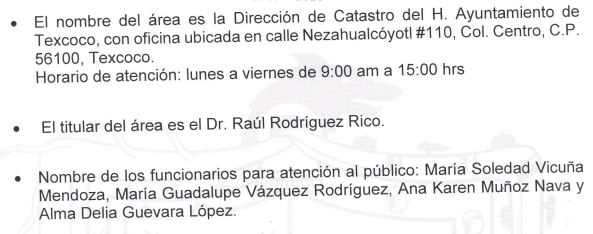 • El nombre del área es la Dirección de Catastro del H. Ayuntamiento de
Texcoco, con oficina ubicada en calle Nezahualcóyotl #110, Col. Centro, C.P.
56100, Texcoco.
Horario de atención: lunes a viernes de 9:00 am a 15:00 hrs
• El titular del área es el Dr. Raúl Rodríguez Rico.
• Nombre de los funcionarios para atención al público: María Soledad Vicuña
Mendoza, María Guadalupe Vázquez Rodríguez, Ana Karen Muñoz Nava y
Alma Delia Guevara López.